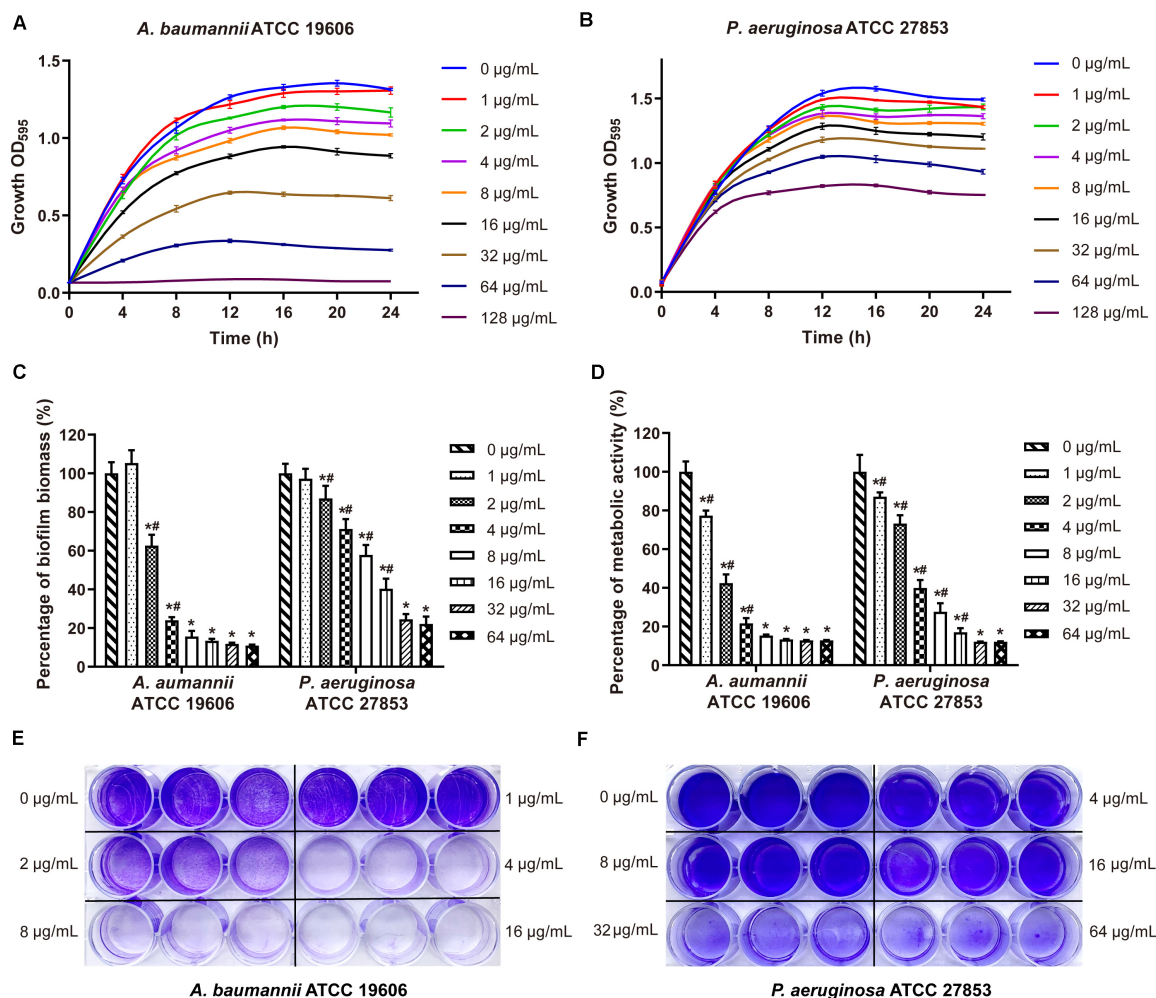 A
A. baumannii ATCC 19606
Growth OD595
1.5
1.0
0.5
0.0
0 4 8 12 16 20 24
Time (h)
0 µg/mL
1 µg/mL
2 µg/mL
4 µg/mL
8 µg/mL
16 µg/mL
32 µg/mL
64 µg/mL
128 µg/mL
B
P. aeruginosa ATCC 27853
Growth OD595
1.5
1.0
0.5
0.0
0 4 8 12 16 20 24
Time (h)
0 µg/mL
1 µg/mL
2 µg/mL
4 µg/mL
8 µg/mL
16 µg/mL
32 µg/mL
64 µg/mL
128 µg/mL
C
Percentage of biofilm biomass (%)
120
100
80
60
40
20
0
*# *# * * * *
*# *# *# *# * *
A. aumannii
ATCC 19606
P. aeruginosa
ATCC 27853
0 µg/mL
1 µg/mL
2 µg/mL
4 µg/mL
8 µg/mL
16 µg/mL
32 µg/mL
64 µg/mL
D
Percentage of metabolic activity (%)
120
100
80
60
40
20
0
*# *# *# * * * *
*# *# *# *# *# * *
A. aumannii
ATCC 19606
P. aeruginosa
ATCC 27853
0 µg/mL
1 µg/mL
2 µg/mL
4 µg/mL
8 µg/mL
16 µg/mL
32 µg/mL
64 µg/mL
E
0 µg/mL
1 µg/mL
2 µg/mL
4 µg/mL
8 µg/mL
16 µg/mL
A. baumannii ATCC 19606
F
0 µg/mL
4 µg/mL
8 µg/mL
16 µg/mL
32 µg/mL
64 µg/mL
P. aeruginosa ATCC 27853